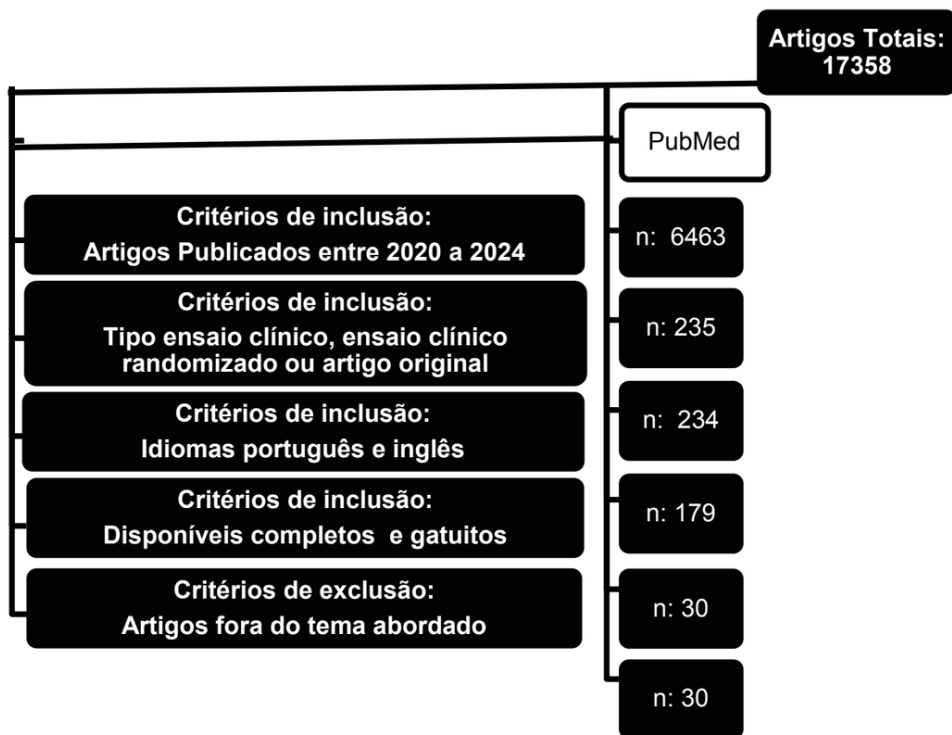 Artigos Totais:
17358
PubMed
Critérios de inclusão:
Artigos Publicados entre 2020 a 2024
n: 6463
Critérios de inclusão:
Tipo ensaio clínico, ensaio clínico
randomizado ou artigo original
n: 235
Critérios de inclusão:
Idiomas português e inglês
n: 234
Critérios de inclusão:
Disponíveis completos e gatuitos
n: 179
Critérios de exclusão:
Artigos fora do tema abordado
n: 30
n: 30